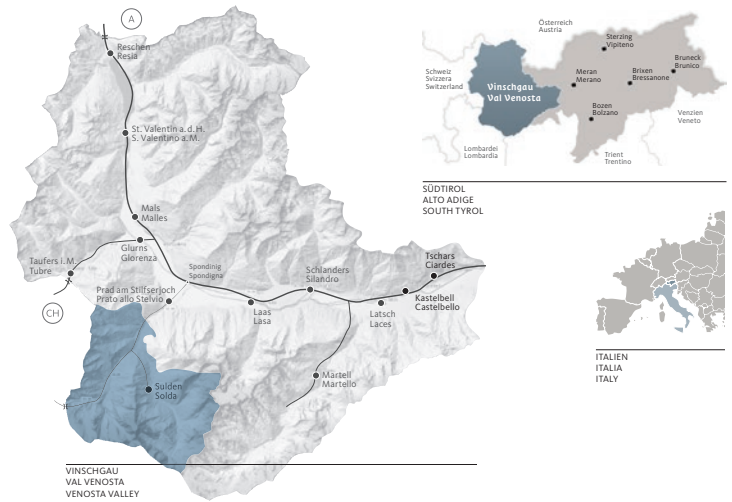 A
Reschen
Resia
St. Valentin a.d.H.
S. Valentino a.M.
Mals
Malles
Glurns
Glorenza
Taufers i.M.
Tubre
CH
Spondinig
Spondigna
Prad am Stilfserjoch
Prato allo Stelvio
Laas
Lasa
Schlanders
Silandro
Latsch
Laces
Tschars
Ciardes
Kastelbell
Castelbello
Martell
Martello
Sulden
Solda
VINSCHGAU
VAL VENOSTA
VENOSTA VALLEY
Österreich
Austria
Schweiz
Svizzera
Switzerland
Vinschgau
Val Venosta
Sterzing
Vipiteno
Meran
Merano
Brixen
Bressanone
Bruneck
Brunico
Bozen
Bolzano
Venzien
Veneto
Lombardei
Lombardia
Trient
Trentino
SÜDTIROL
ALTO ADIGE
SOUTH TYROL
ITALIEN
ITALIA
ITALY